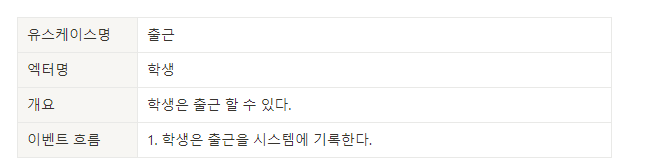 유스케이스명 출근
엑터명 학생
개요 학생은 출근 할 수 있다.
이벤트 흐름 1. 학생은 출근을 시스템에 기록한다.